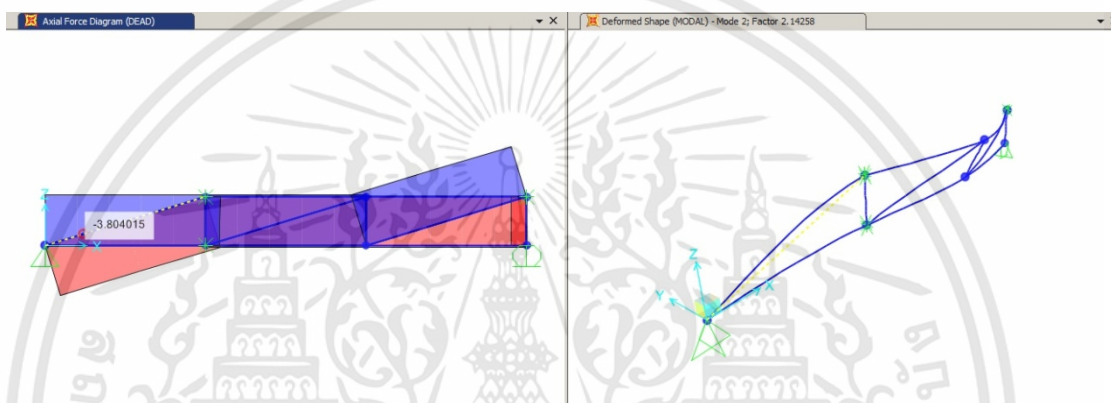 Axial Force Diagram (DEAD)
Deformed Shape (MODAL) - Mode 2; Factor 2.14258
Z
-3.804015
X
Z
Y
X